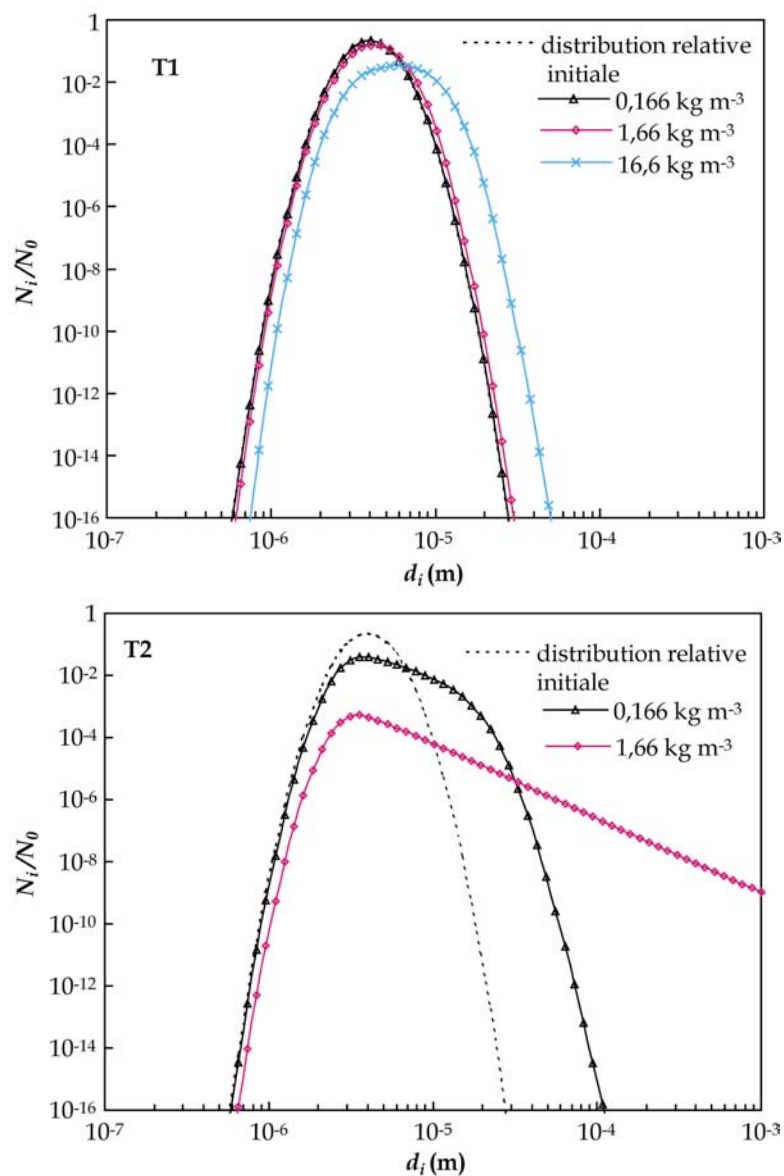 T1
distribution relative
initiale
0,166 kg m-3
1,66 kg m-3
16,6 kg m-3
1
10-2
10-4
10-6
10-8
10-10
10-12
10-14
10-16
Ni/N0
10-7
10-6
10-5
10-4
10-3
di (m)
T2
distribution relative
initiale
0,166 kg m-3
1,66 kg m-3
1
10-2
10-4
10-6
10-8
10-10
10-12
10-14
10-16
Ni/N0
10-7
10-6
10-5
10-4
10-3
di (m)